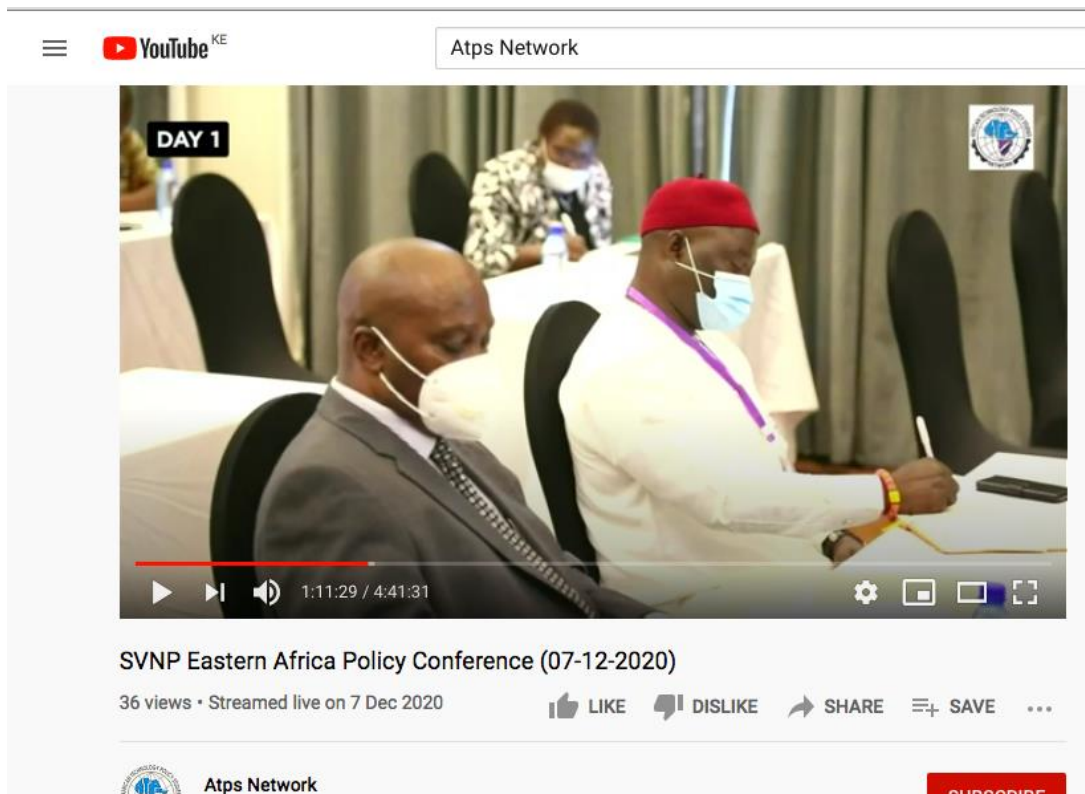 YouTube KE
Atps Network
DAY 1
1:11:29 / 4:41:31
SVNP Eastern Africa Policy Conference (07-12-2020)
36 views • Streamed live on 7 Dec 2020
LIKE DISLIKE SHARE SAVE
Atps Network
SUBSCRIBE